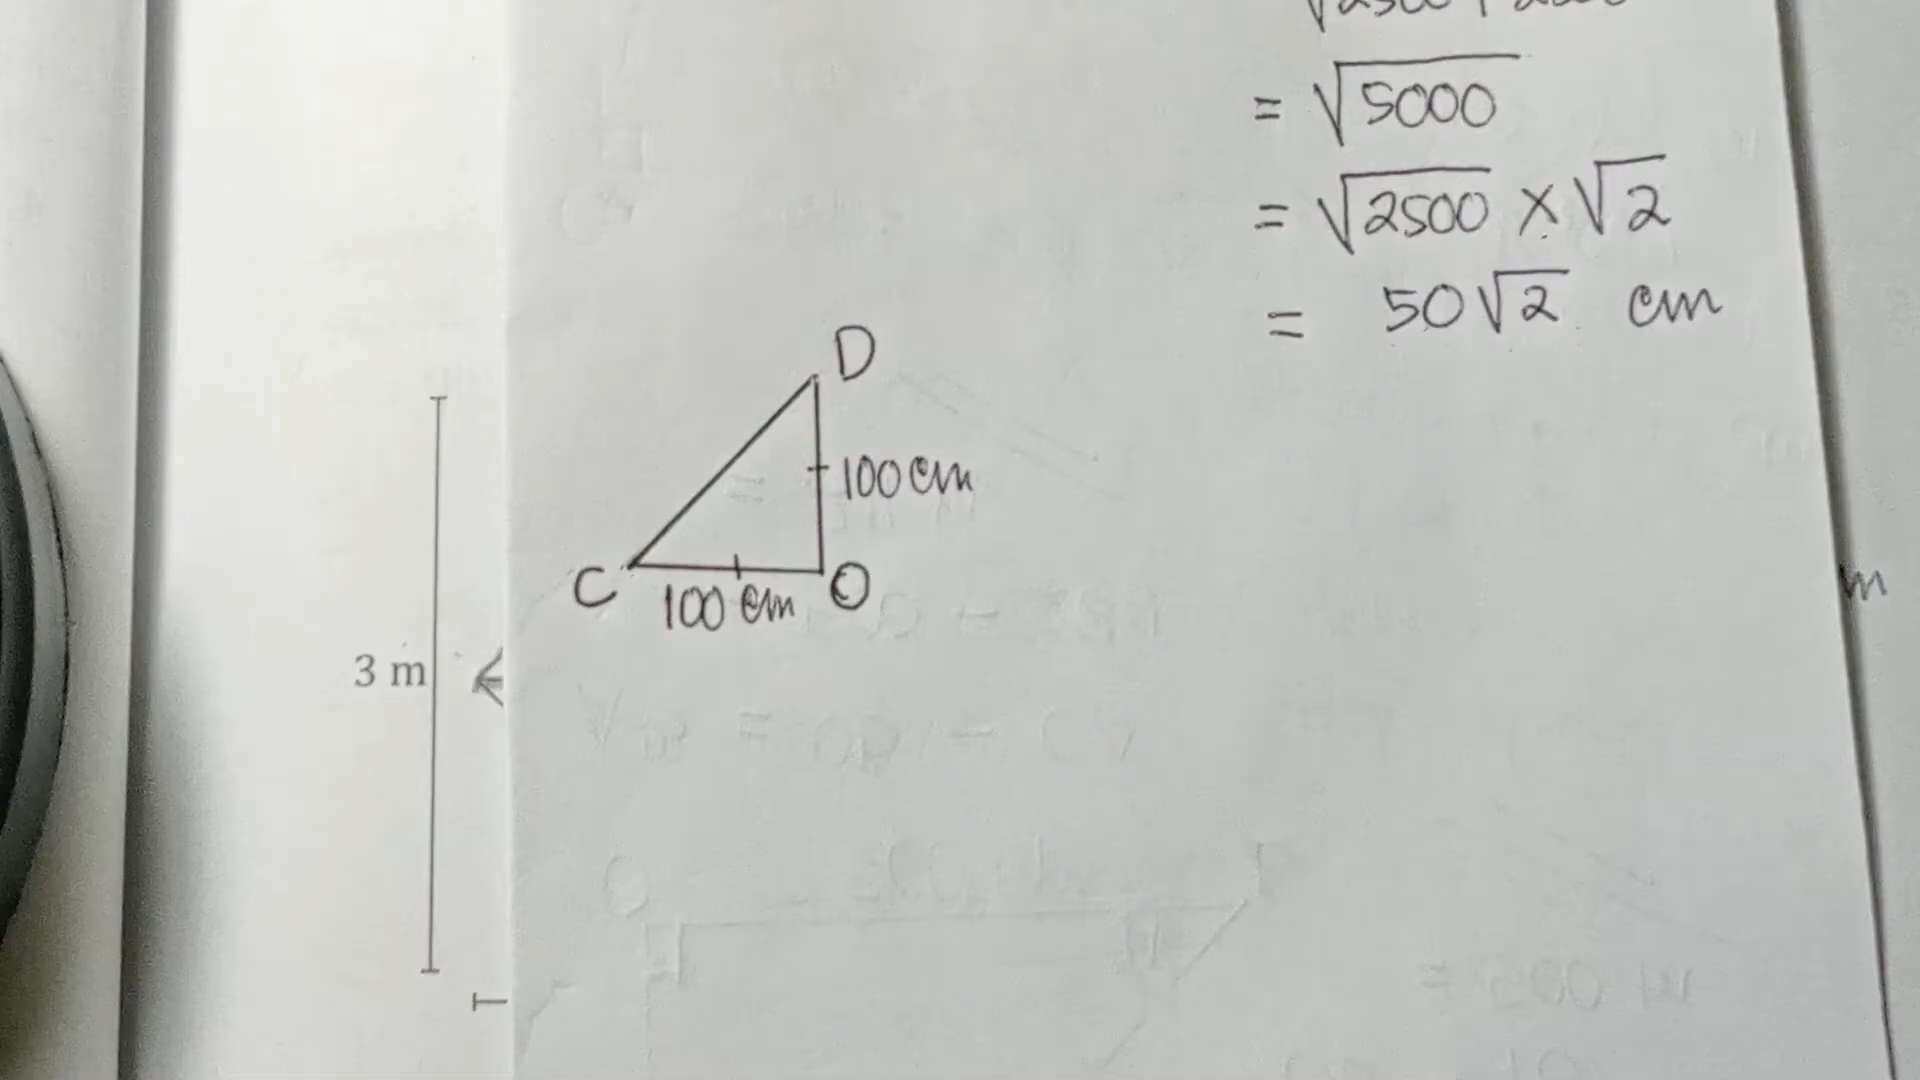 = √5000
= √2500 × √2
= 50√2 cm
D
100 cm
C
100 cm
O
3 m
m